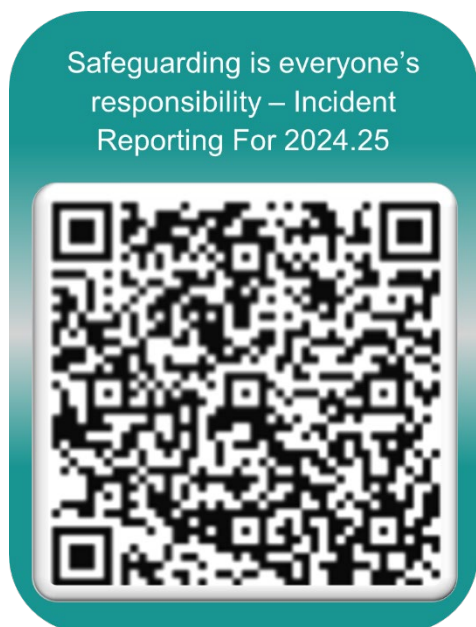 Safeguarding is everyone’s
responsibility – Incident
Reporting For 2024.25